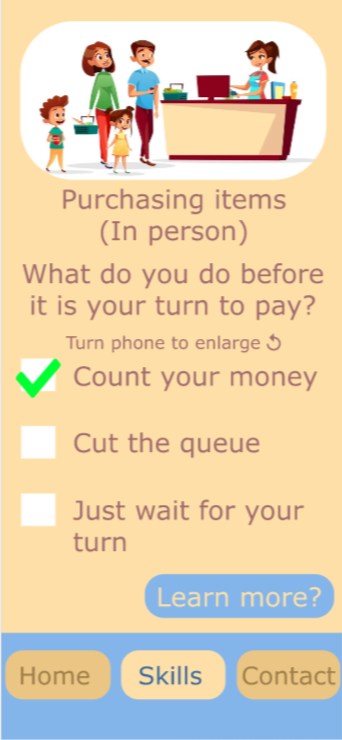 Purchasing items
(In person)
What do you do before
it is your turn to pay?
Turn phone to enlarge
Count your money
Cut the queue
Just wait for your
turn
Learn more?
Home
Skills
Contact